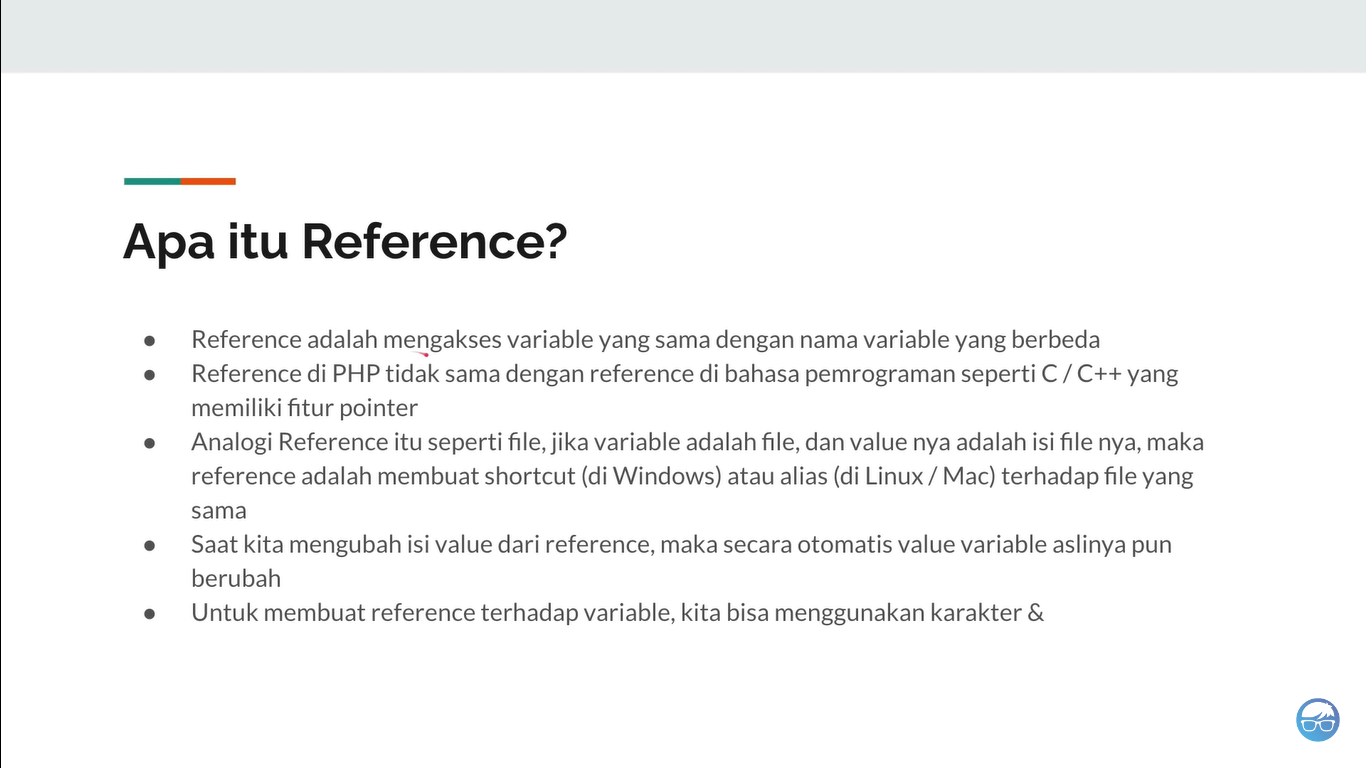 Apa itu Reference?
● Reference adalah mengakses variable yang sama dengan nama variable yang berbeda
● Reference di PHP tidak sama dengan reference di bahasa pemrograman seperti C / C++ yang
memiliki fitur pointer
● Analogi Reference itu seperti file, jika variable adalah file, dan value nya adalah isi file nya, maka
reference adalah membuat shortcut (di Windows) atau alias (di Linux / Mac) terhadap file yang
sama
● Saat kita mengubah isi value dari reference, maka secara otomatis value variable aslinya pun
berubah
● Untuk membuat reference terhadap variable, kita bisa menggunakan karakter &